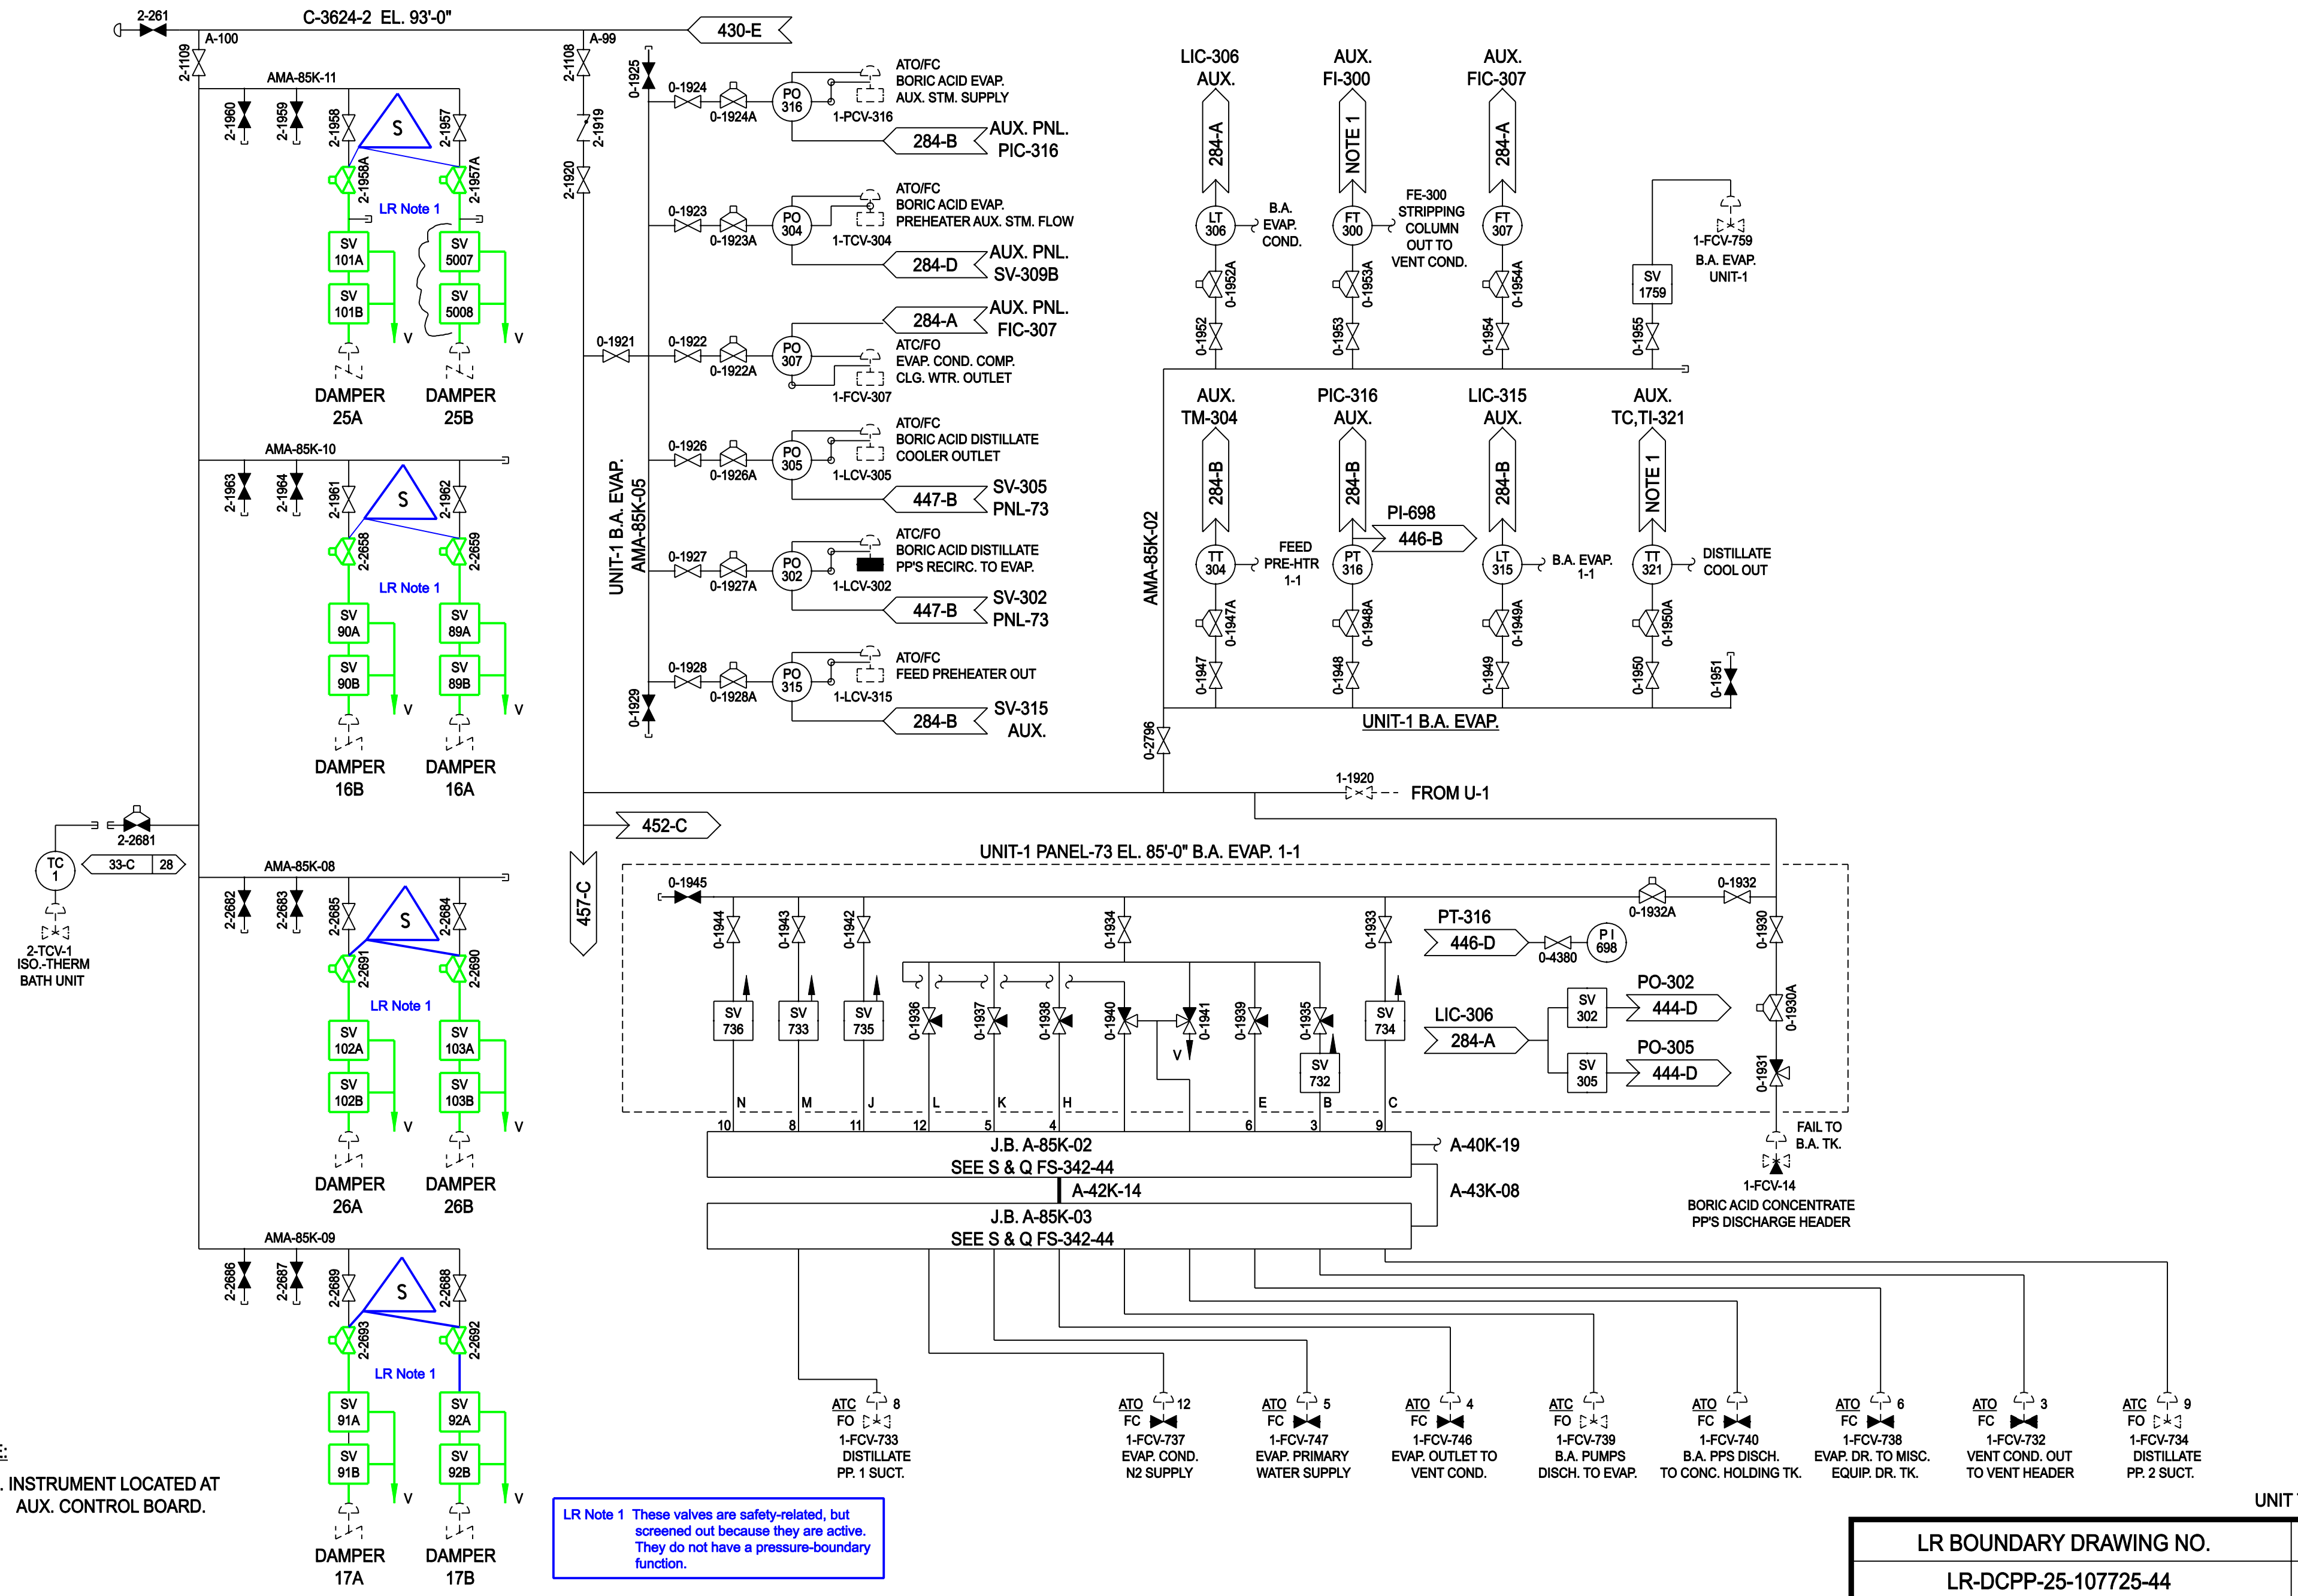 C-3624-2 EL. 93'-0"
2-261
A-100
A-99
430-E
2-1109
2-1108
2-1919
2-1920
AMA-85K-11
2-1960
2-1959
2-1958
2-1957
S
2-1958A
2-1957A
LR Note 1
SV
101A
SV
101B
V
SV
5007
SV
5008
V
DAMPER
25A
DAMPER
25B
AMA-85K-10
2-1963
2-1964
2-1961
2-1962
S
2-2658
2-2659
LR Note 1
SV
90A
SV
90B
V
SV
89A
SV
89B
V
DAMPER
16B
DAMPER
16A
2-2681
TC
1
33-C
28
2-TCV-1
ISO.-THERM
BATH UNIT
AMA-85K-08
2-2682
2-2683
2-2685
2-2684
S
2-2691
2-2690
LR Note 1
SV
102A
SV
102B
V
SV
103A
SV
103B
V
DAMPER
26A
DAMPER
26B
AMA-85K-09
2-2686
2-2687
2-2689
2-2688
S
2-2693
2-2692
LR Note 1
SV
91A
SV
91B
V
SV
92A
SV
92B
V
DAMPER
17A
DAMPER
17B
E:
. INSTRUMENT LOCATED AT
AUX. CONTROL BOARD.
LR Note 1 These valves are safety-related, but
screened out because they are active.
They do not have a pressure-boundary
function.
0-1925
0-1924
0-1924A
PO
316
ATO/FC
BORIC ACID EVAP.
AUX. STM. SUPPLY
1-PCV-316
284-B
AUX. PNL.
PIC-316
0-1923
0-1923A
PO
304
ATO/FC
BORIC ACID EVAP.
PREHEATER AUX. STM. FLOW
1-TCV-304
284-D
AUX. PNL.
SV-309B
284-A
AUX. PNL.
FIC-307
0-1921
0-1922
0-1922A
PO
307
ATC/FO
EVAP. COND. COMP.
CLG. WTR. OUTLET
1-FCV-307
UNIT-1 B.A. EVAP.
AMA-85K-05
0-1926
0-1926A
PO
305
ATO/FC
BORIC ACID DISTILLATE
COOLER OUTLET
1-LCV-305
447-B
SV-305
PNL-73
0-1927
0-1927A
PO
302
ATO/FC
BORIC ACID DISTILLATE
PP'S RECIRC. TO EVAP.
1-LCV-302
447-B
SV-302
PNL-73
0-1928
0-1928A
PO
315
ATO/FC
FEED PREHEATER OUT
1-LCV-315
0-1929
284-B
SV-315
AUX.
LIC-306
AUX.
284-A
LT
306
B.A.
EVAP.
COND.
0-1952A
0-1952
AUX.
FI-300
NOTE 1
FT
300
FE-300
STRIPPING
COLUMN
OUT TO
VENT COND.
0-1953A
0-1953
AUX.
FIC-307
284-A
FT
307
0-1954A
0-1954
SV
1759
0-1955
1-FCV-759
B.A. EVAP.
UNIT-1
AMA-85K-02
AUX.
TM-304
284-B
TT
304
FEED
PRE-HTR
1-1
0-1947A
0-1947
PIC-316
AUX.
284-B
PI-698
446-B
PT
316
0-1948A
0-1948
LIC-315
AUX.
284-B
LT
315
B.A. EVAP.
1-1
0-1949A
0-1949
AUX.
TC,TI-321
NOTE 1
TT
321
DISTILLATE
COOL OUT
0-1950A
0-1950
0-1951
UNIT-1 B.A. EVAP.
0-2796
1-1920
FROM U-1
452-C
457-C
UNIT-1 PANEL-73 EL. 85'-0" B.A. EVAP. 1-1
0-1945
0-1944
0-1943
0-1942
0-1934
0-1933
0-1932A
0-1932
0-1930
PT-316
446-D
0-4380
PI
698
SV
736
SV
733
SV
735
0-1936
0-1937
0-1938
0-1940
0-1941
V
0-1939
0-1935
SV
732
SV
734
LIC-306
284-A
SV
302
PO-302
444-D
SV
305
PO-305
444-D
0-1930A
0-1931
N
M
J
L
K
H
E
B
C
10
8
11
12
5
4
6
3
9
J.B. A-85K-02
SEE S & Q FS-342-44
A-40K-19
A-42K-14
A-43K-08
J.B. A-85K-03
SEE S & Q FS-342-44
FAIL TO
B.A. TK.
1-FCV-14
BORIC ACID CONCENTRATE
PP'S DISCHARGE HEADER
ATC
FO
8
1-FCV-733
DISTILLATE
PP. 1 SUCT.
ATO
FC
12
1-FCV-737
EVAP. COND.
N2 SUPPLY
ATO
FC
5
1-FCV-747
EVAP. PRIMARY
WATER SUPPLY
ATO
FC
4
1-FCV-746
EVAP. OUTLET TO
VENT COND.
ATC
FO
1-FCV-739
B.A. PUMPS
DISCH. TO EVAP.
ATO
FC
1-FCV-740
B.A. PPS DISCH.
TO CONC. HOLDING TK.
ATO
FC
6
1-FCV-738
EVAP. DR. TO MISC.
EQUIP. DR. TK.
ATO
FC
3
1-FCV-732
VENT COND. OUT
TO VENT HEADER
ATC
FO
9
1-FCV-734
DISTILLATE
PP. 2 SUCT.
UNIT
LR BOUNDARY DRAWING NO.
LR-DCPP-25-107725-44